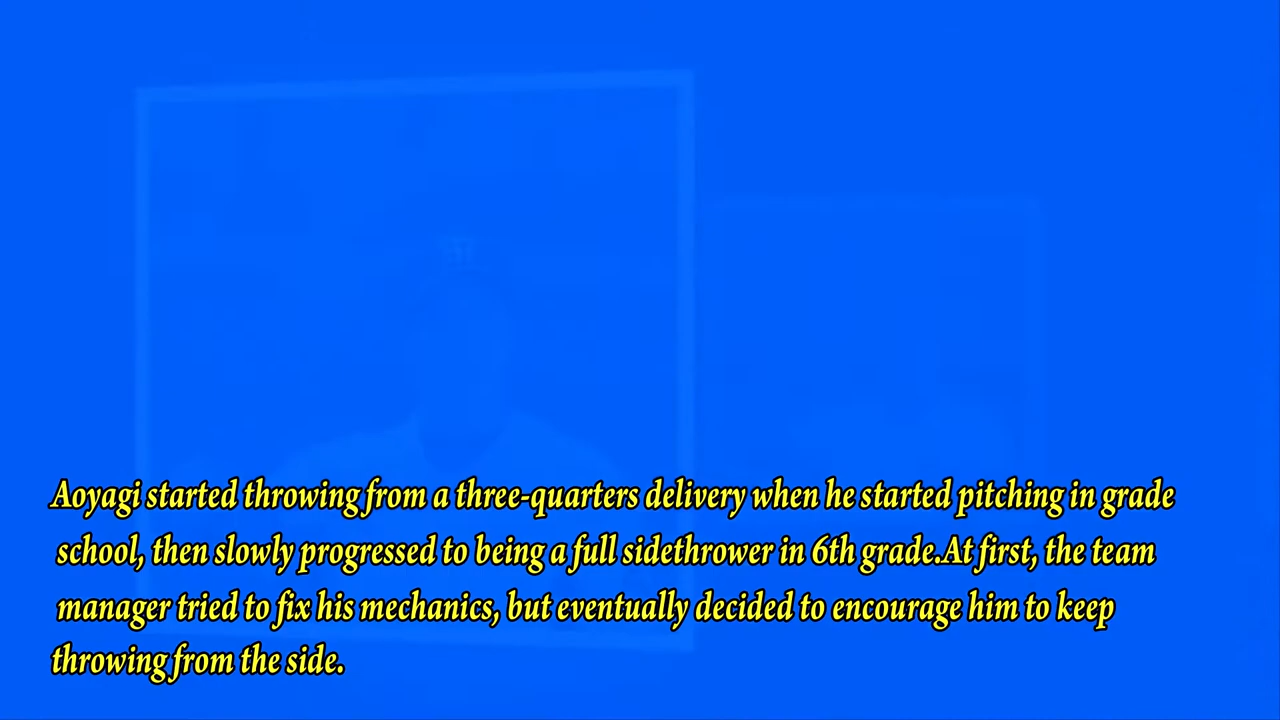 Aoyagi started throwing from a three-quarters delivery when he started pitching in grade
school, then slowly progressed to being a full sidethrower in 6th grade.At first, the team
manager tried to fix his mechanics, but eventually decided to encourage him to keep
throwing from the side.